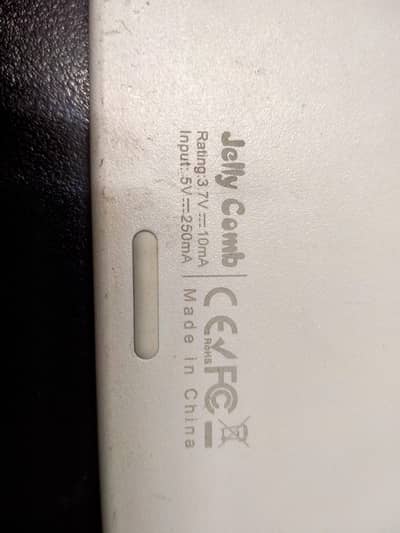 Jelly Comb
Rating:3.7V⎓10mA
Input: 5V⎓250mA
CE RoHS FC
Made in China